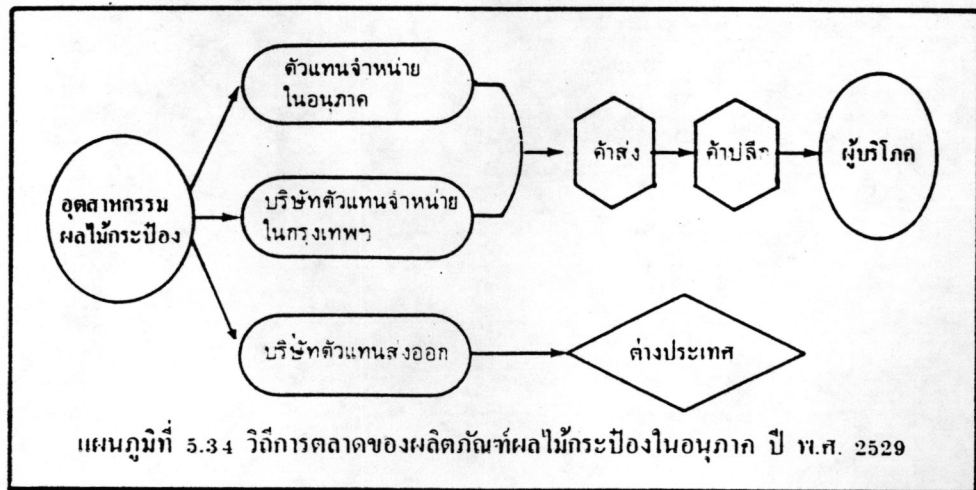 ตัวแทนจำหน่าย
ในอนุภาค
อุตสาหกรรม
ผลไม้กระป๋อง
บริษัทตัวแทนจำหน่าย
ในกรุงเทพฯ
ค้าส่ง
ค้าปลีก
ผู้บริโภค
บริษัทตัวแทนส่งออก
ต่างประเทศ
แผนภูมิที่ 5.34 วิถีการตลาดของผลิตภัณฑ์ผลไม้กระป๋องในอนุภาค ปี พ.ศ. 2529